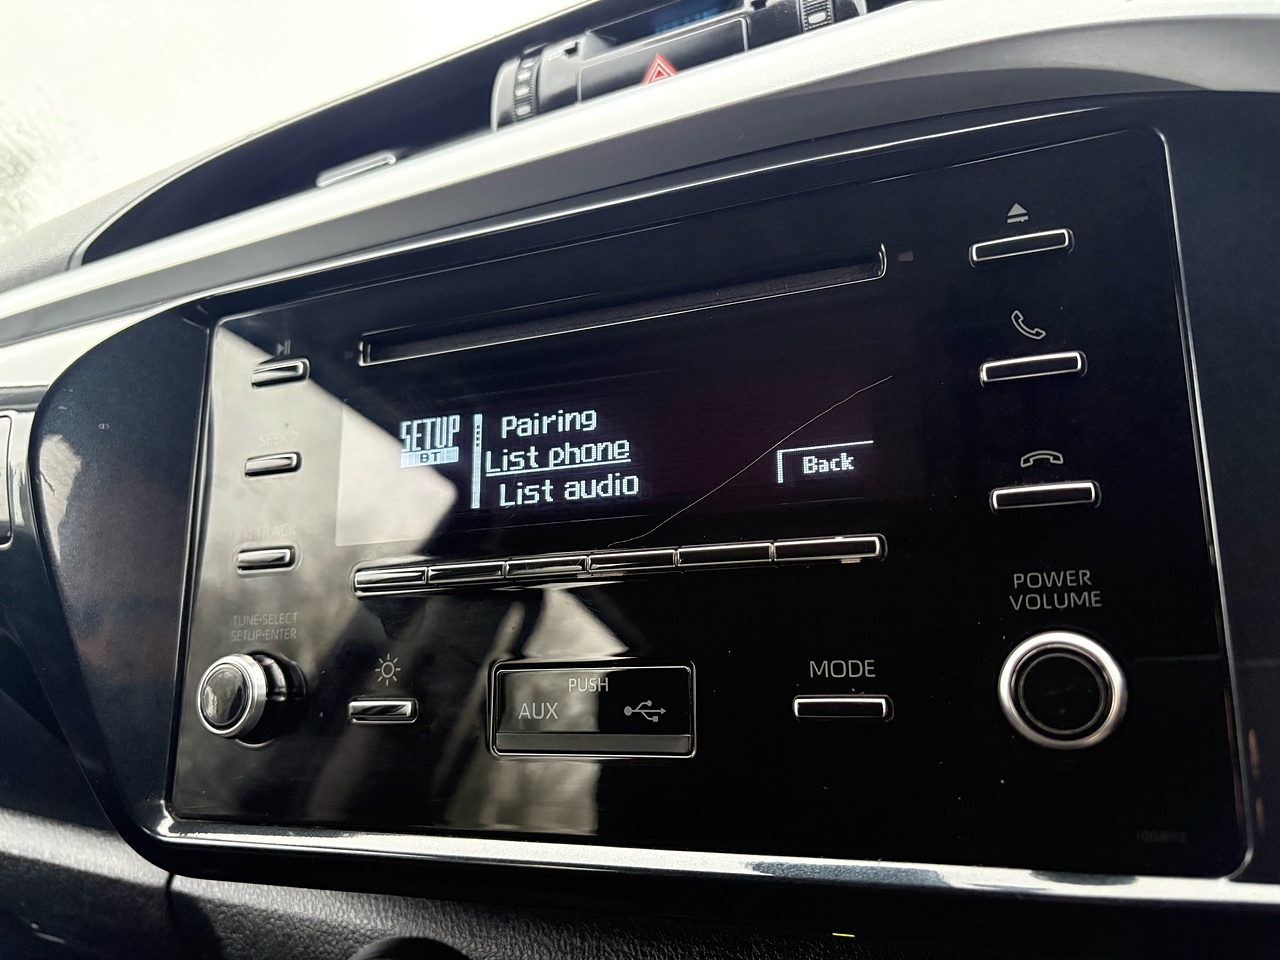 SETUP
BT
Pairing
List phone
List audio
Back
SEEK >
TRACK
TUNE•SELECT
SETUP•ENTER
PUSH
AUX
MODE
POWER
VOLUME